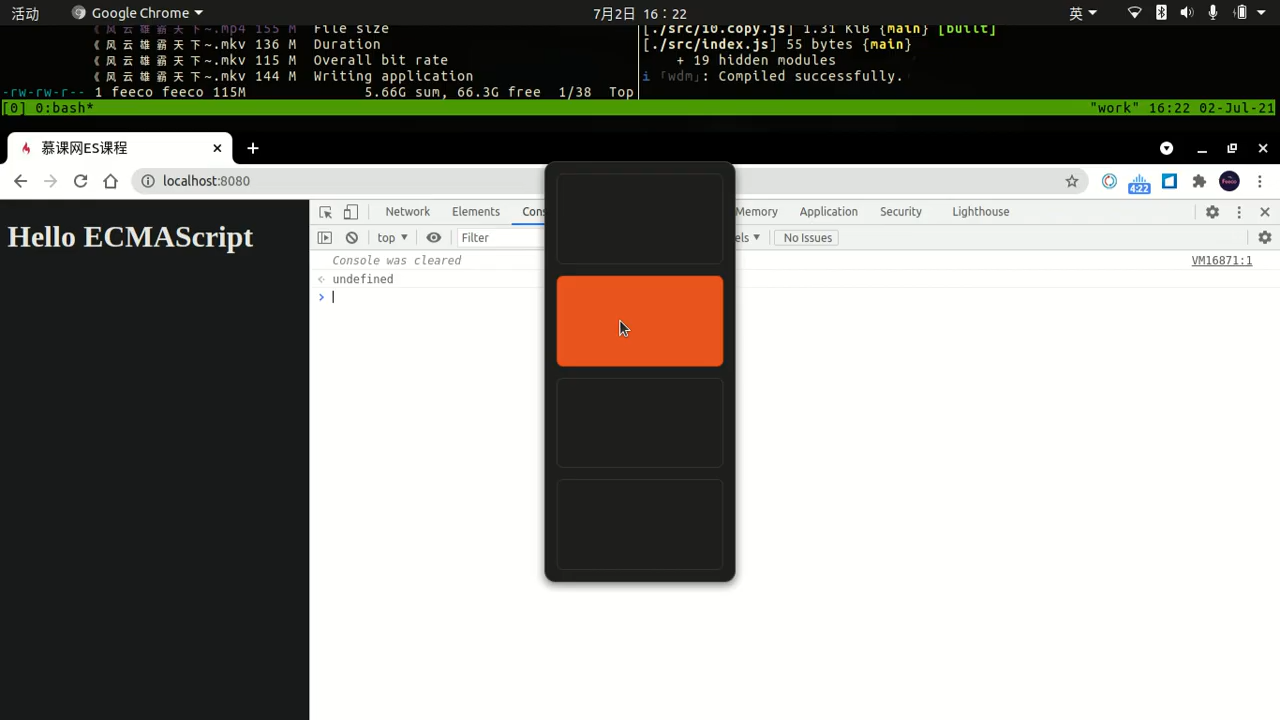 活动 Google Chrome 7月2日 16：22 英
《风云雄霸天下~.mp4 155 M File size
《风云雄霸天下~.mkv 136 M Duration
《风云雄霸天下~.mkv 115 M Overall bit rate
《风云雄霸天下~.mkv 144 M Writing application
-rw-rw-r-- 1 feeco feeco 115M 5.66G sum, 66.3G free 1/38 Top
[./src/10.copy.js] 1.31 KiB {main} [built]
[./src/index.js] 55 bytes {main}
+ 19 hidden modules
i ｢wdm｣: Compiled successfully.
[0] 0:bash* "work" 16:22 02-Jul-21
慕课网ES课程
localhost:8080
4:22
Hello ECMAScript
Network Elements Cons Memory Application Security Lighthouse
top Filter els No Issues
Console was cleared VM16871:1
undefined